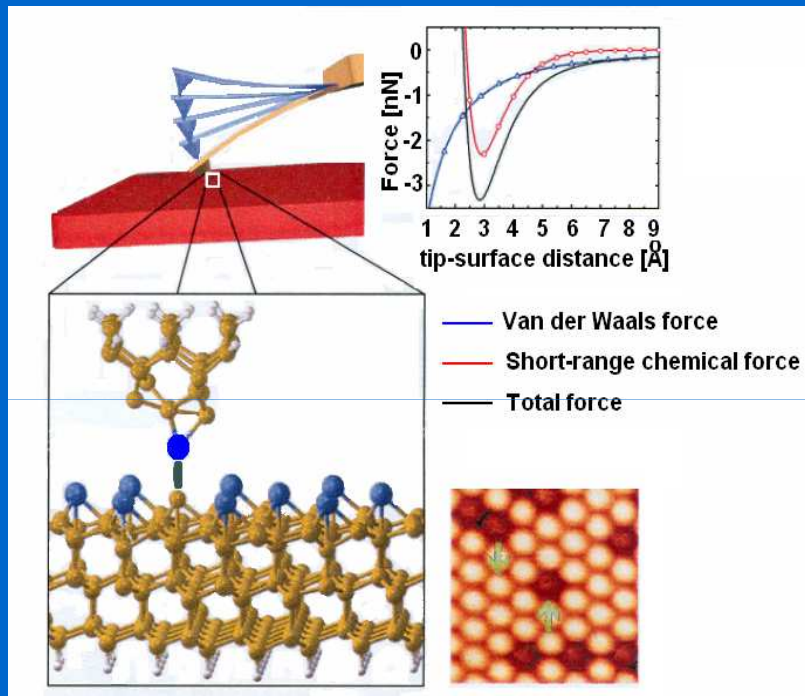 0
-1
-2
-3
Force [nN]
1 2 3 4 5 6 7 8 9
tip-surface distance [Å]
Van der Waals force
Short-range chemical force
Total force